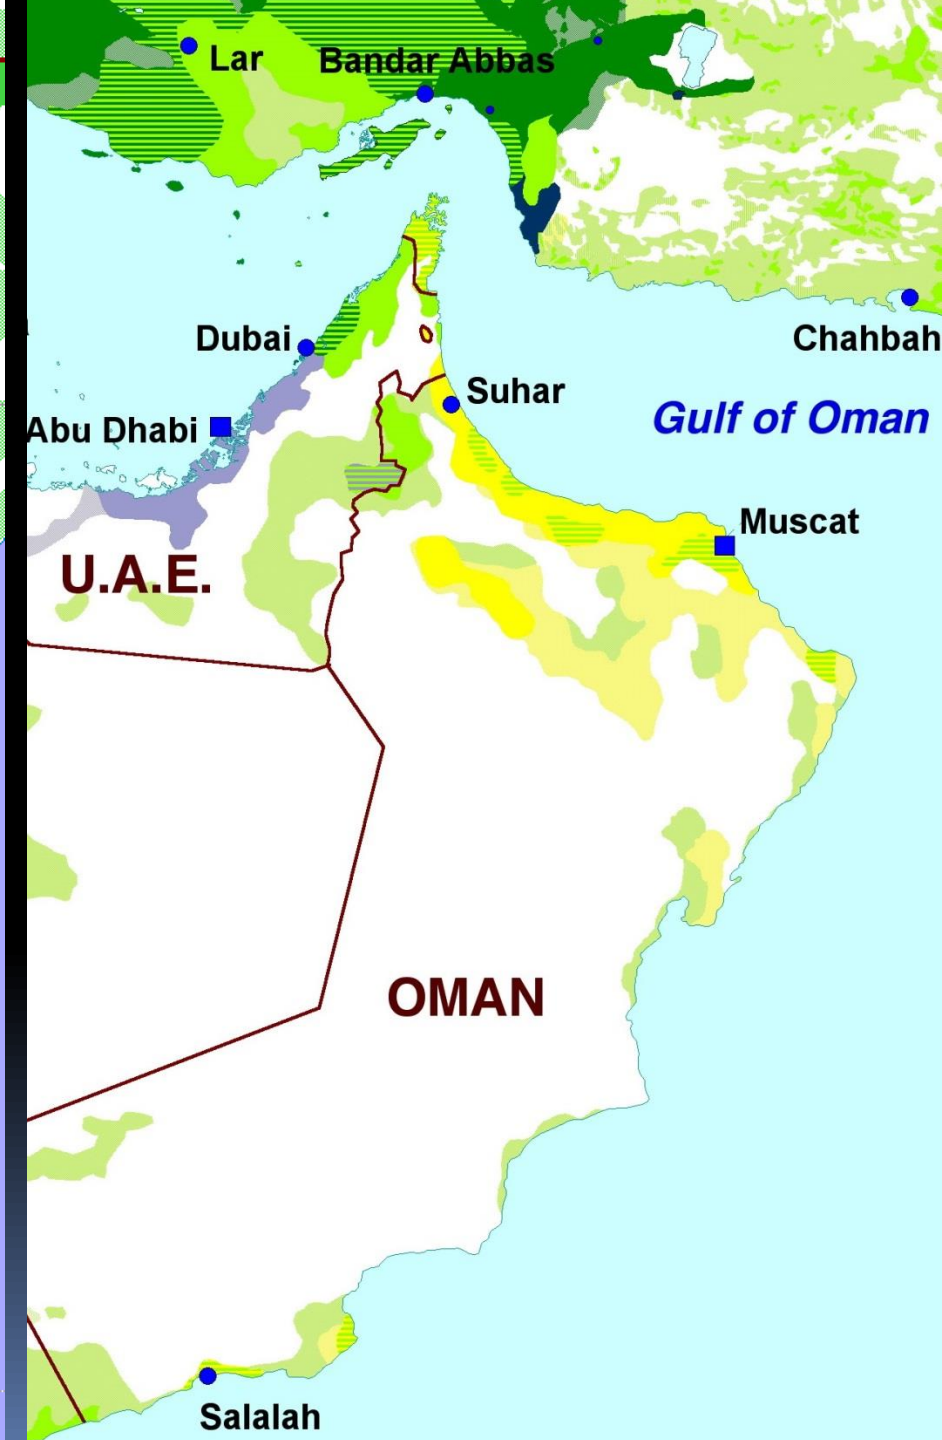 Lar
Bandar Abbas
Dubai
Chahbah
Suhar
Gulf of Oman
Abu Dhabi
Muscat
U.A.E.
OMAN
Salalah